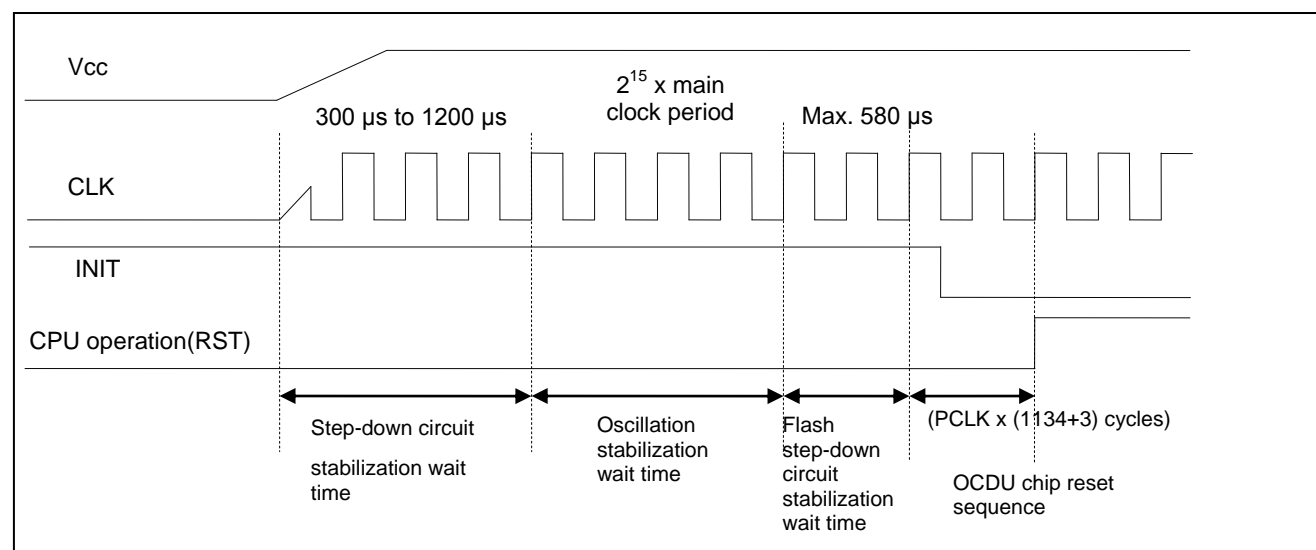 Vcc
2¹⁵ x main
clock period
300 µs to 1200 µs
Max. 580 µs
CLK
INIT
CPU operation(RST)
Step-down circuit
stabilization wait
time
Oscillation
stabilization
wait time
Flash
step-down
circuit
stabilization
wait time
(PCLK x (1134+3) cycles)
OCDU chip reset
sequence